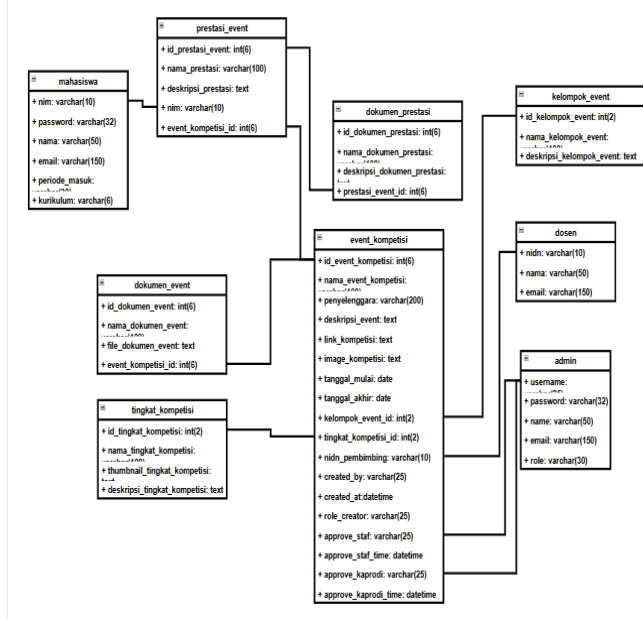 prestasi_event
+ id_prestasi_event: int(6)
+ nama_prestasi: varchar(100)
+ deskripsi_prestasi: text
+ nim: varchar(10)
+ event_kompetisi_id: int(6)
mahasiswa
+ nim: varchar(10)
+ password: varchar(32)
+ nama: varchar(50)
+ email: varchar(150)
+ periode_masuk:
+ kurikulum: varchar(6)
dokumen_prestasi
+ id_dokumen_prestasi: int(6)
+ nama_dokumen_prestasi:
+ deskripsi_dokumen_prestasi:
+ prestasi_event_id: int(6)
kelompok_event
+ id_kelompok_event: int(2)
+ nama_kelompok_event:
+ deskripsi_kelompok_event: text
dosen
+ nidn: varchar(10)
+ nama: varchar(50)
+ email: varchar(150)
event_kompetisi
+ id_event_kompetisi: int(6)
+ nama_event_kompetisi:
+ penyelenggara: varchar(200)
+ deskripsi_event: text
+ link_kompetisi: text
+ image_kompetisi: text
+ tanggal_mulai: date
+ tanggal_akhir: date
+ kelompok_event_id: int(2)
+ tingkat_kompetisi_id: int(2)
+ nidn_pembimbing: varchar(10)
+ created_by: varchar(25)
+ created_at:datetime
+ role_creator: varchar(25)
+ approve_staf: varchar(25)
+ approve_staf_time: datetime
+ approve_kaprodi: varchar(25)
+ approve_kaprodi_time: datetime
dokumen_event
+ id_dokumen_event: int(6)
+ nama_dokumen_event:
+ file_dokumen_event: text
+ event_kompetisi_id: int(6)
admin
+ username:
+ password: varchar(32)
+ name: varchar(50)
+ email: varchar(150)
+ role: varchar(30)
tingkat_kompetisi
+ id_tingkat_kompetisi: int(2)
+ nama_tingkat_kompetisi:
+ thumbnail_tingkat_kompetisi:
+ deskripsi_tingkat_kompetisi: text